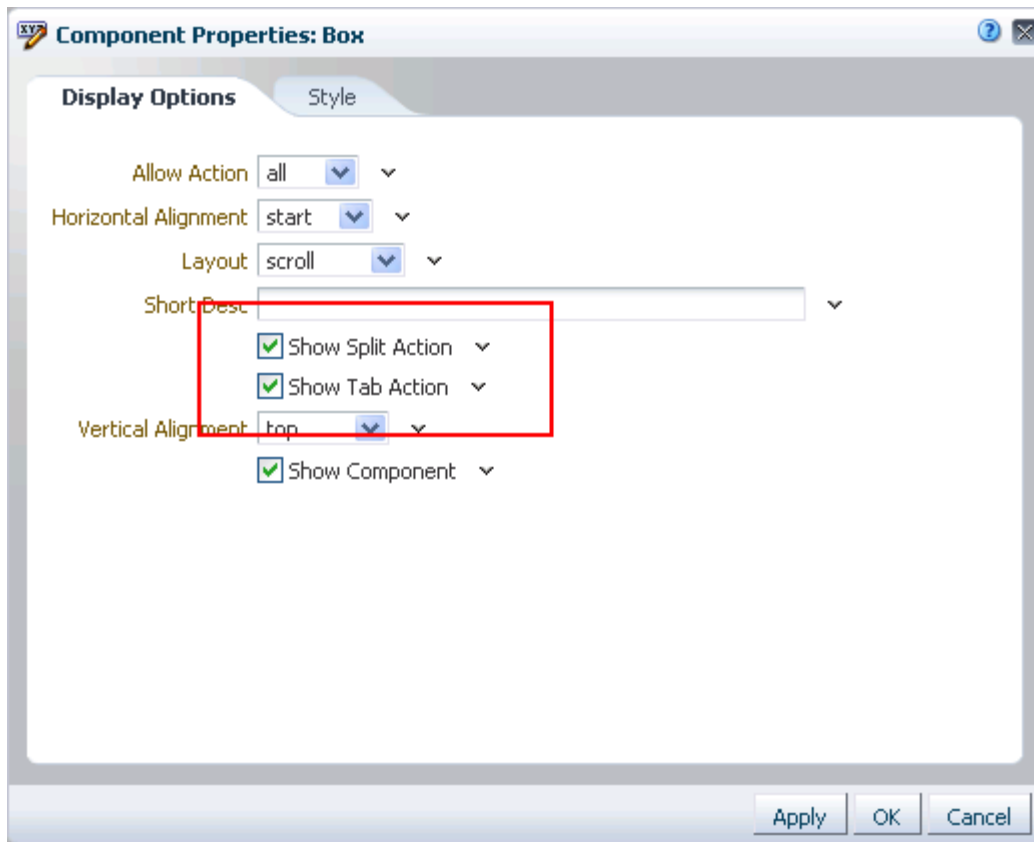 Component Properties: Box
Display Options Style
Allow Action all
Horizontal Alignment start
Layout scroll
Short Desc
Show Split Action
Show Tab Action
Vertical Alignment top
Show Component
Apply OK Cancel